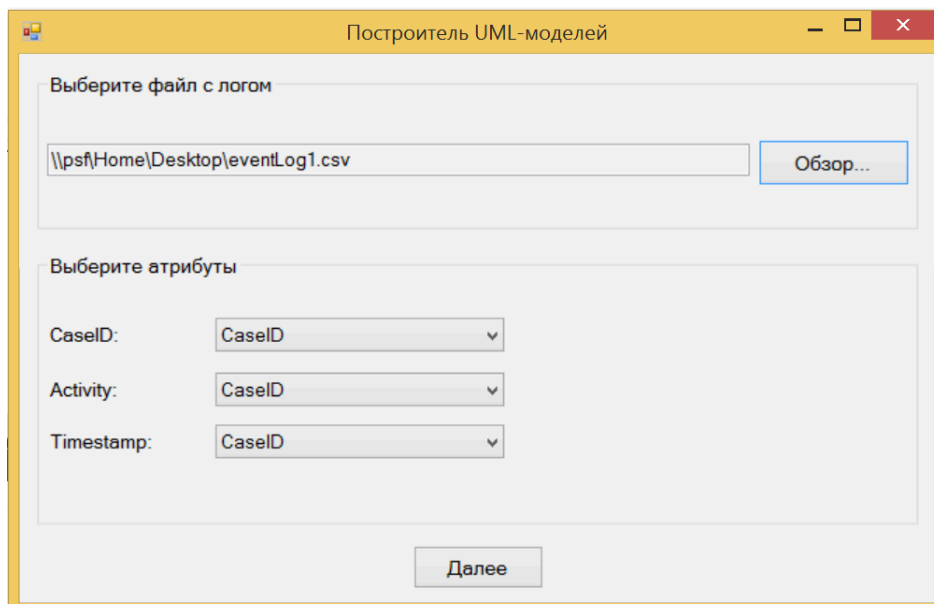 Построитель UML-моделей
Выберите файл с логом
\\psf\Home\Desktop\eventLog1.csv
Обзор...
Выберите атрибуты
CaseID: CaseID
Activity: CaseID
Timestamp: CaseID
Далее